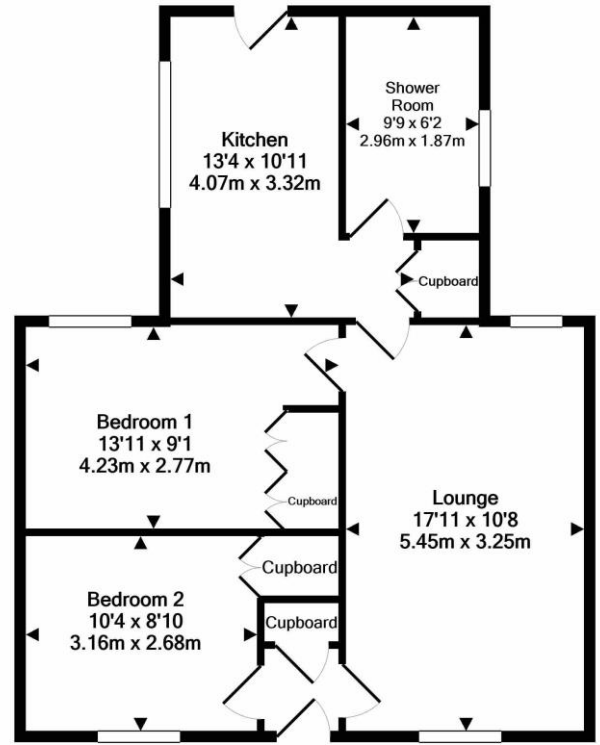 Shower
Room
9'9 x 6'2
2.96m x 1.87m
Kitchen
13'4 x 10'11
4.07m x 3.32m
Cupboard
Bedroom 1
13'11 x 9'1
4.23m x 2.77m
Cupboard
Lounge
17'11 x 10'8
5.45m x 3.25m
Cupboard
Bedroom 2
10'4 x 8'10
3.16m x 2.68m
Cupboard